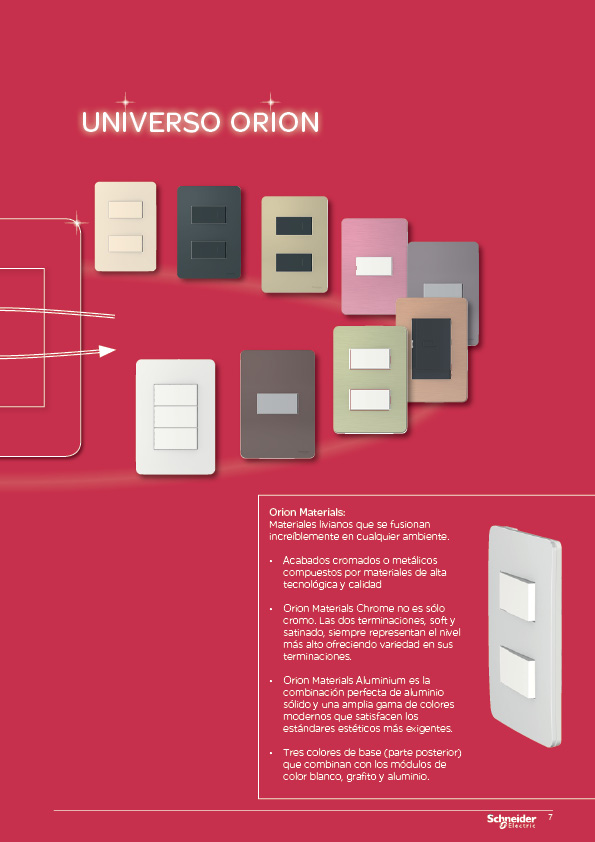 UNIVERSO ORION
Orion Materials:
Materiales livianos que se fusionan
increíblemente en cualquier ambiente.
• Acabados cromados o metálicos
compuestos por materiales de alta
tecnológica y calidad
• Orion Materials Chrome no es sólo
cromo. Las dos terminaciones, soft y
satinado, siempre representan el nivel
más alto ofreciendo variedad en sus
terminaciones.
• Orion Materials Aluminium es la
combinación perfecta de aluminio
sólido y una amplia gama de colores
modernos que satisfacen los
estándares estéticos más exigentes.
• Tres colores de base (parte posterior)
que combinan con los módulos de
color blanco, grafito y aluminio.
Schneider
Electric
7